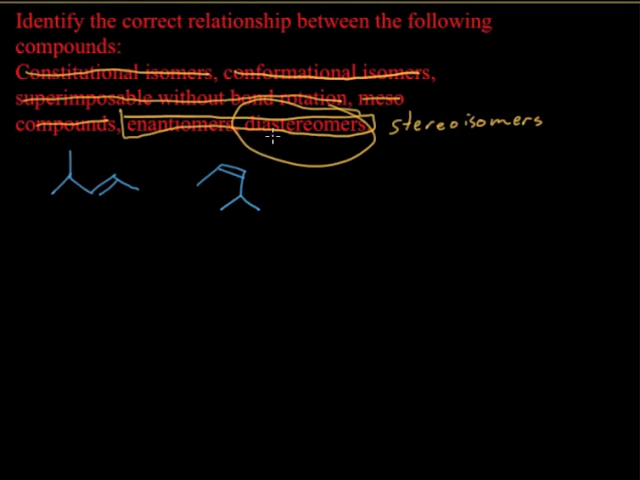 Identify the correct relationship between the following
compounds:
Constitutional isomers, conformational isomers,
superimposable without bond rotation, meso
compounds, enantiomers, diastereomers stereoisomers